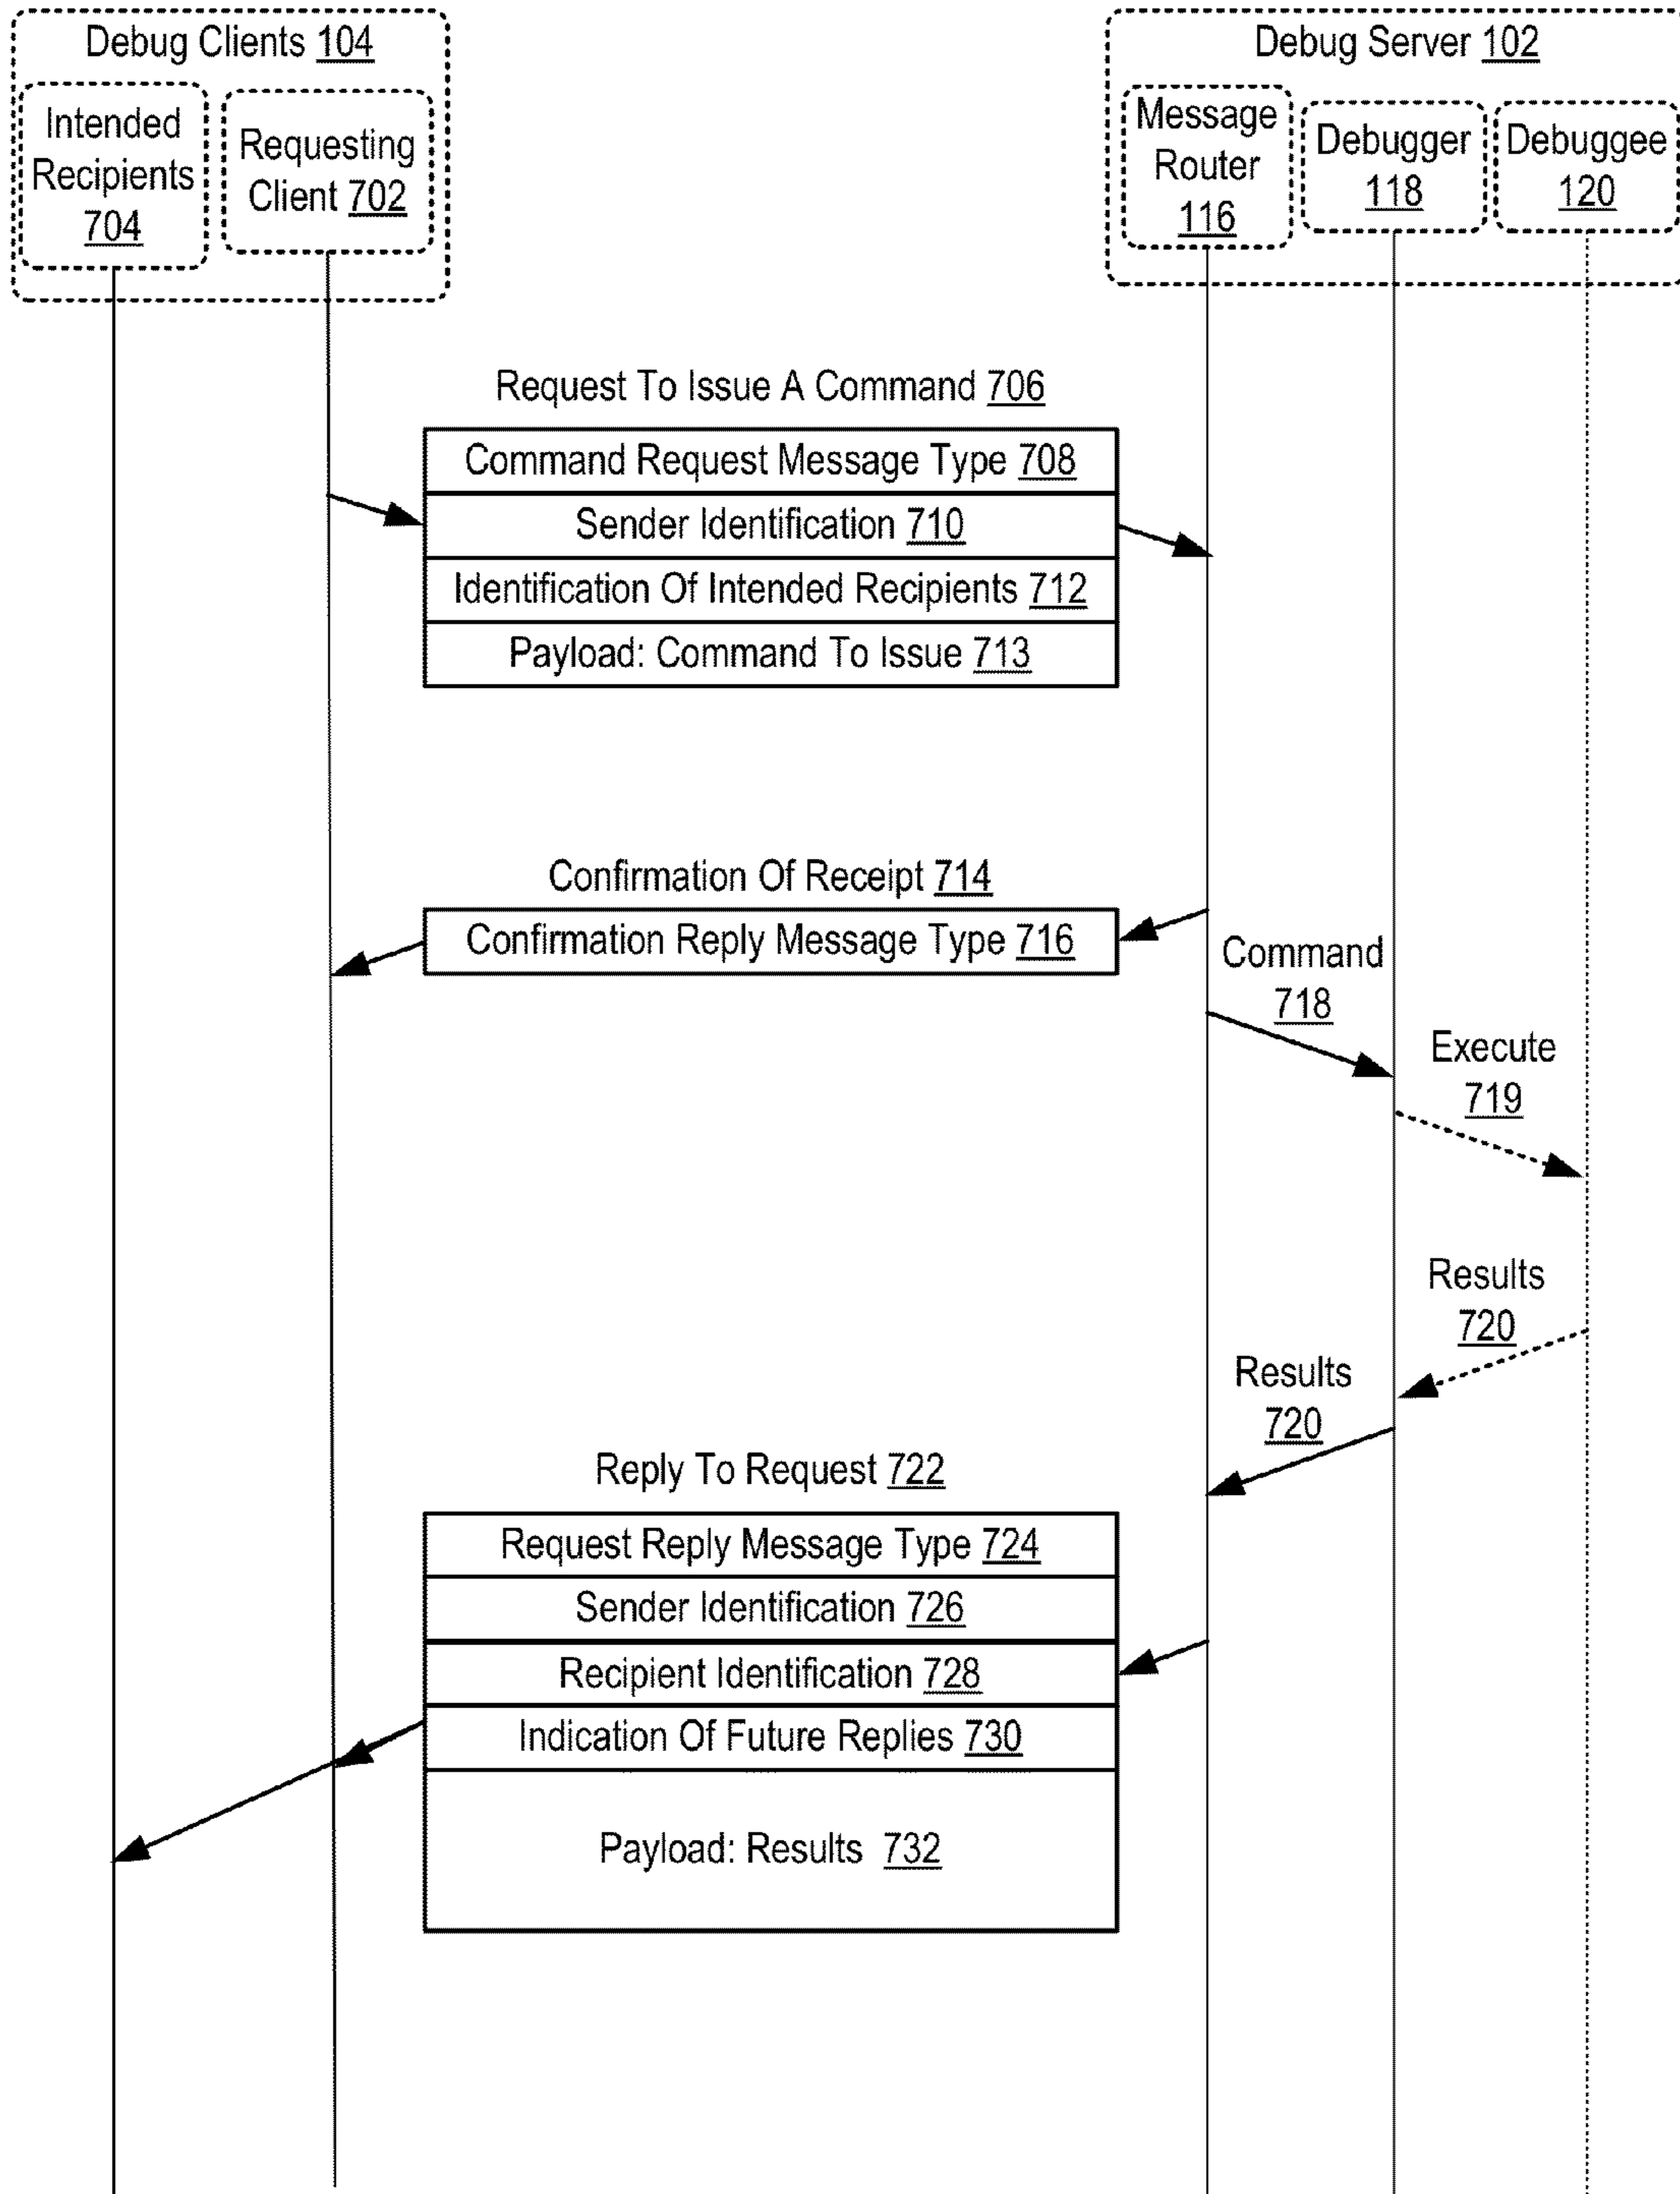 Debug Clients 104
Intended
Recipients
704
Requesting
Client 702
Debug Server 102
Message
Router
116
Debugger
118
Debuggee
120
Request To Issue A Command 706
Command Request Message Type 708
Sender Identification 710
Identification Of Intended Recipients 712
Payload: Command To Issue 713
Confirmation Of Receipt 714
Confirmation Reply Message Type 716
Command
718
Execute
719
Results
720
Results
720
Reply To Request 722
Request Reply Message Type 724
Sender Identification 726
Recipient Identification 728
Indication Of Future Replies 730
Payload: Results 732